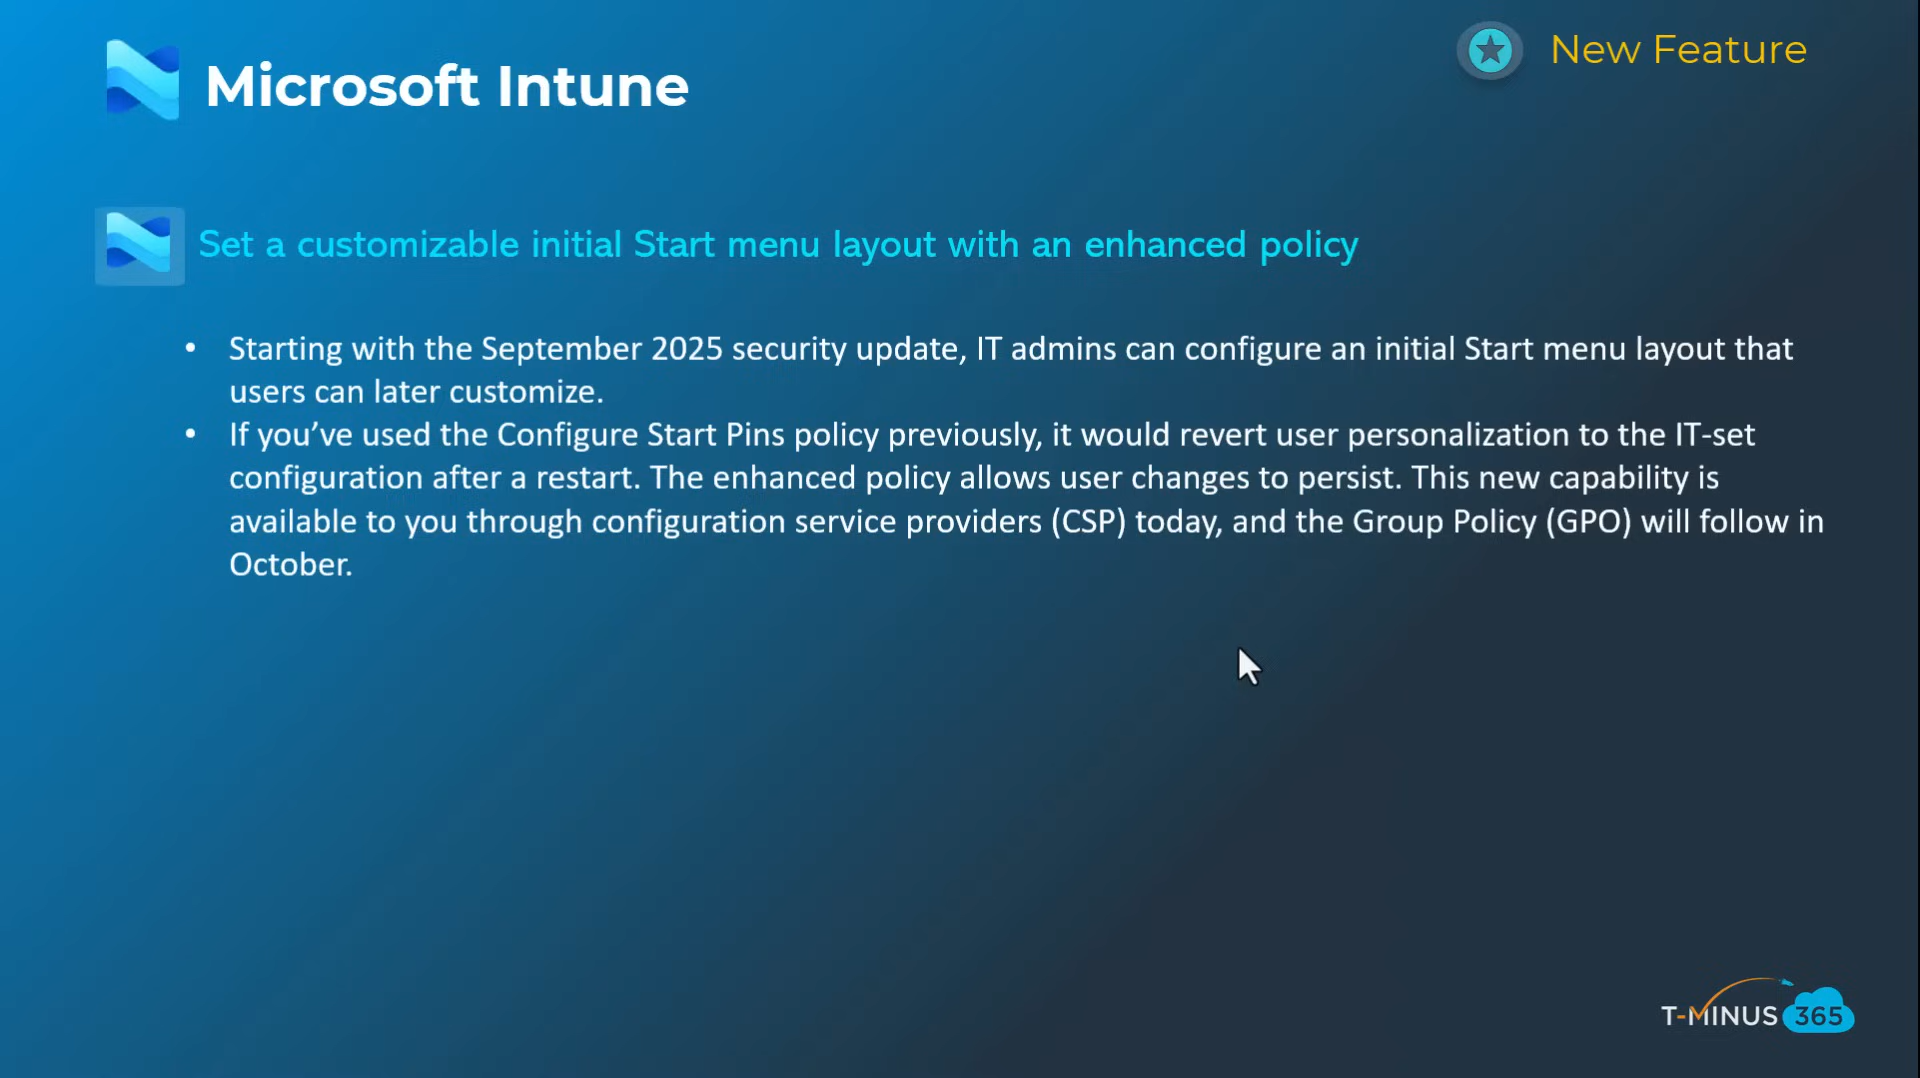 Microsoft Intune
New Feature
Set a customizable initial Start menu layout with an enhanced policy
• Starting with the September 2025 security update, IT admins can configure an initial Start menu layout that
users can later customize.
• If you’ve used the Configure Start Pins policy previously, it would revert user personalization to the IT-set
configuration after a restart. The enhanced policy allows user changes to persist. This new capability is
available to you through configuration service providers (CSP) today, and the Group Policy (GPO) will follow in
October.
T-MINUS 365